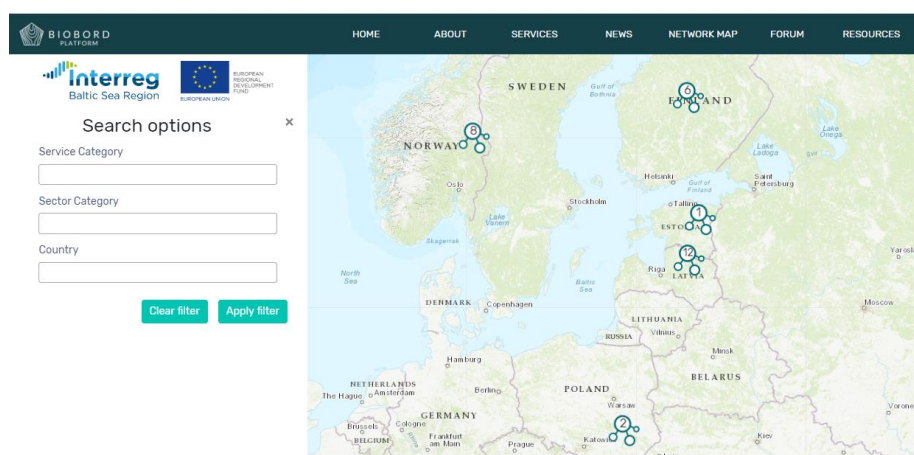 BIOBORD
PLATFORM
HOME
ABOUT
SERVICES
NEWS
NETWORK MAP
FORUM
RESOURCES
Interreg
Baltic Sea Region
EUROPEAN UNION
EUROPEAN
REGIONAL
DEVELOPMENT
FUND
Search options
×
Service Category
Sector Category
Country
Clear filter
Apply filter
SWEDEN
Gulf of
Bothnia
6
8
NORWAY
Lake
Onega
Lake
Ladoga
Oslo
Helsinki
Gulf of
Finland
Saint
Petersburg
Stockholm
Tallinn
1
Lake
Vanern
Skagerrak
12
Riga
LATVIA
North
Sea
Baltic
Sea
DENMARK
Copenhagen
Moscow
LITHUANIA
RUSSIA
Vilnius
Minsk
Hamburg
BELARUS
NETHERLANDS
The Hague
Amsterdam
Berlin
POLAND
Warsaw
GERMANY
2
Brussels
Cologne
BELGIUM
Frankfurt
am Main
Prague
Kiev